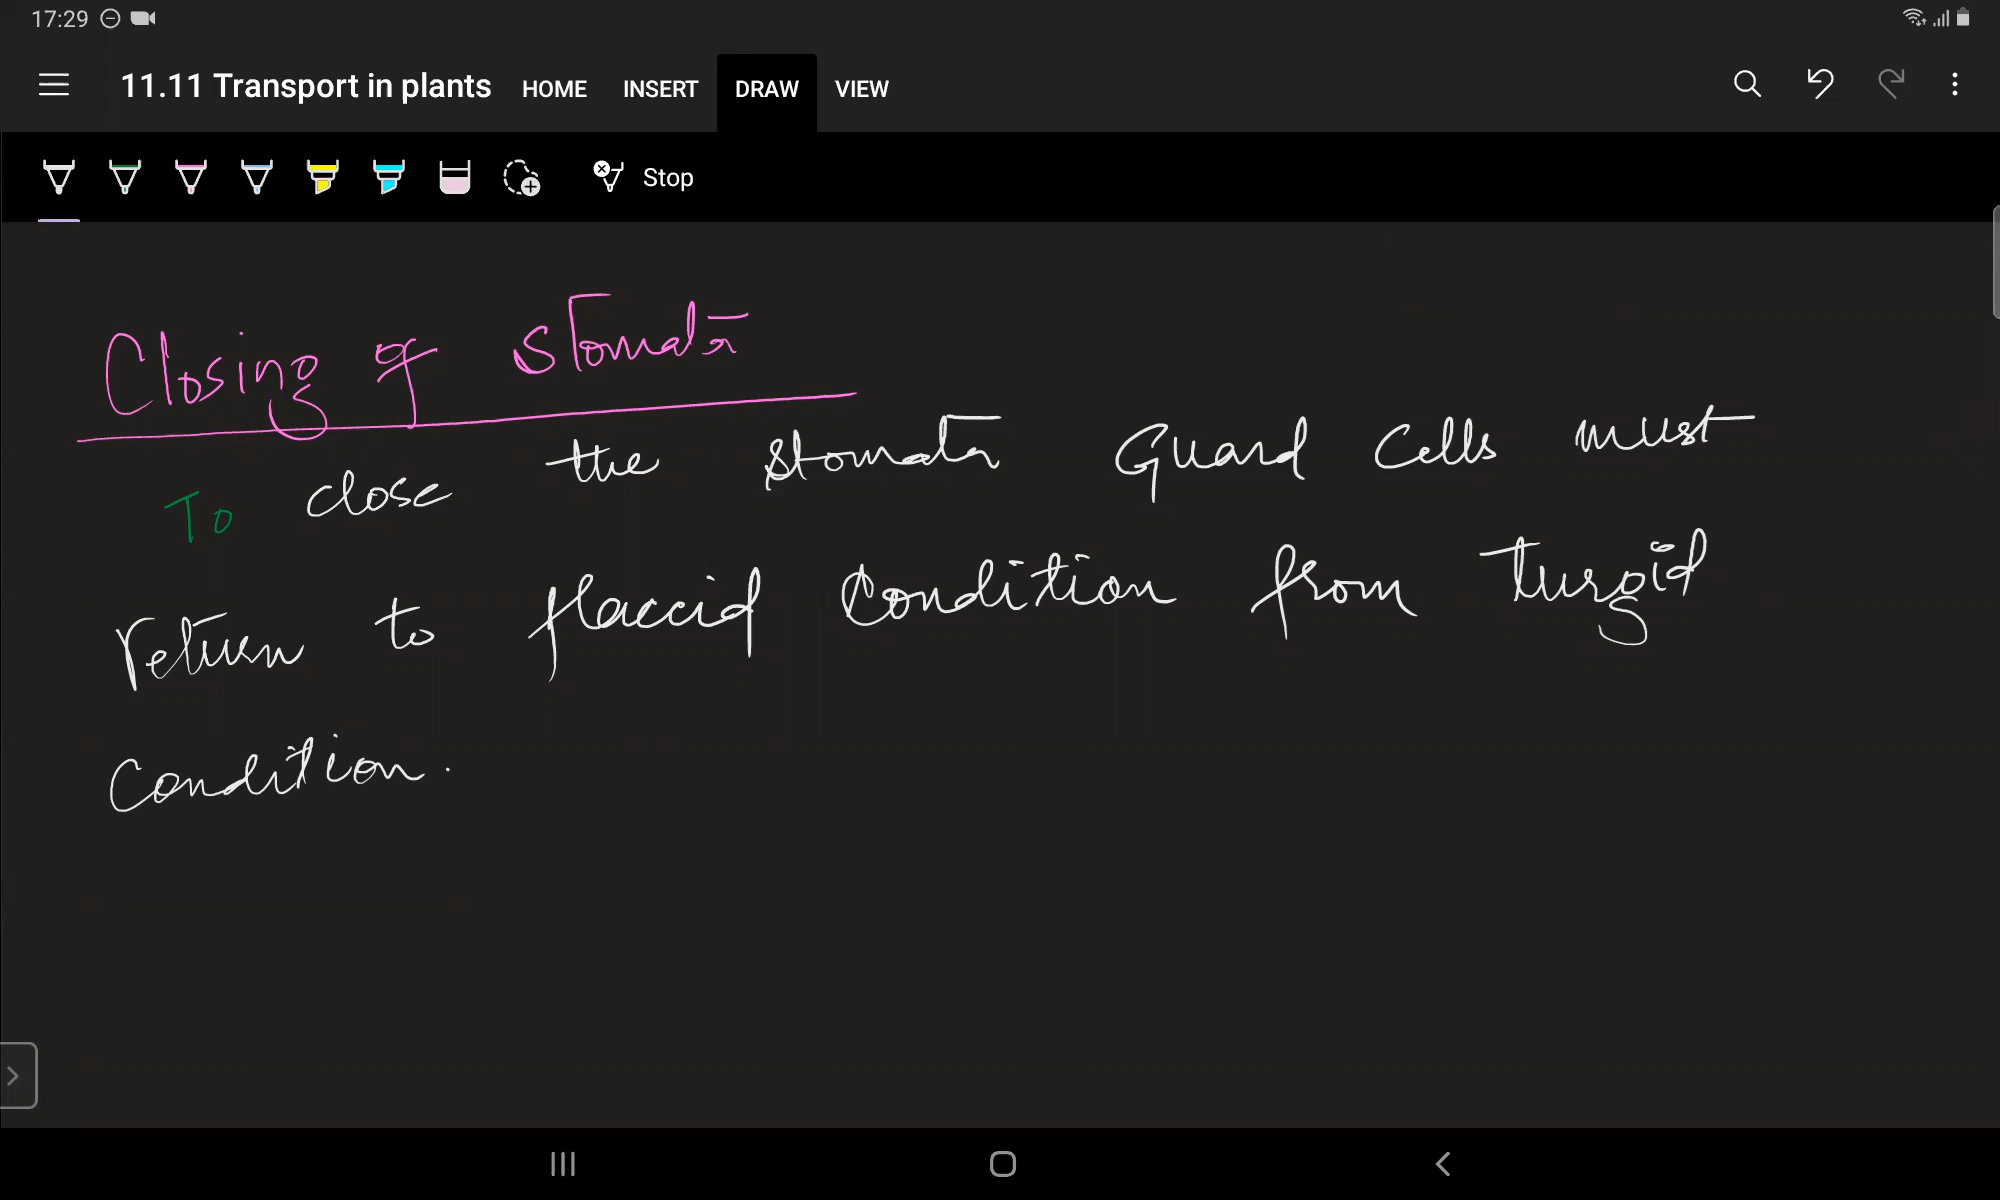 17:29
11.11 Transport in plants HOME INSERT DRAW VIEW
Stop
Closing of stomata
To close the stomata Guard Cells must
return to flaccid Condition from turgid
Condition.